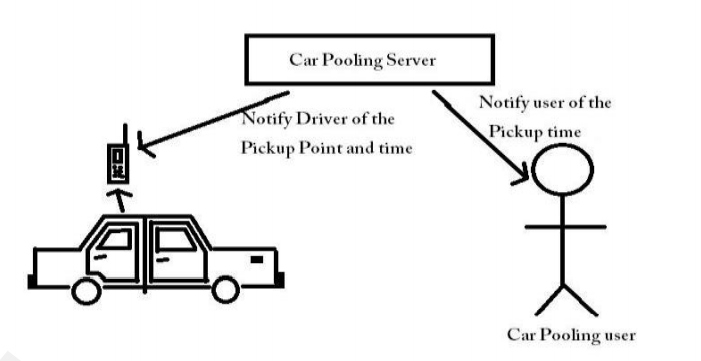 Car Pooling Server
Notify Driver of the
Pickup Point and time
Notify user of the
Pickup time
Car Pooling user